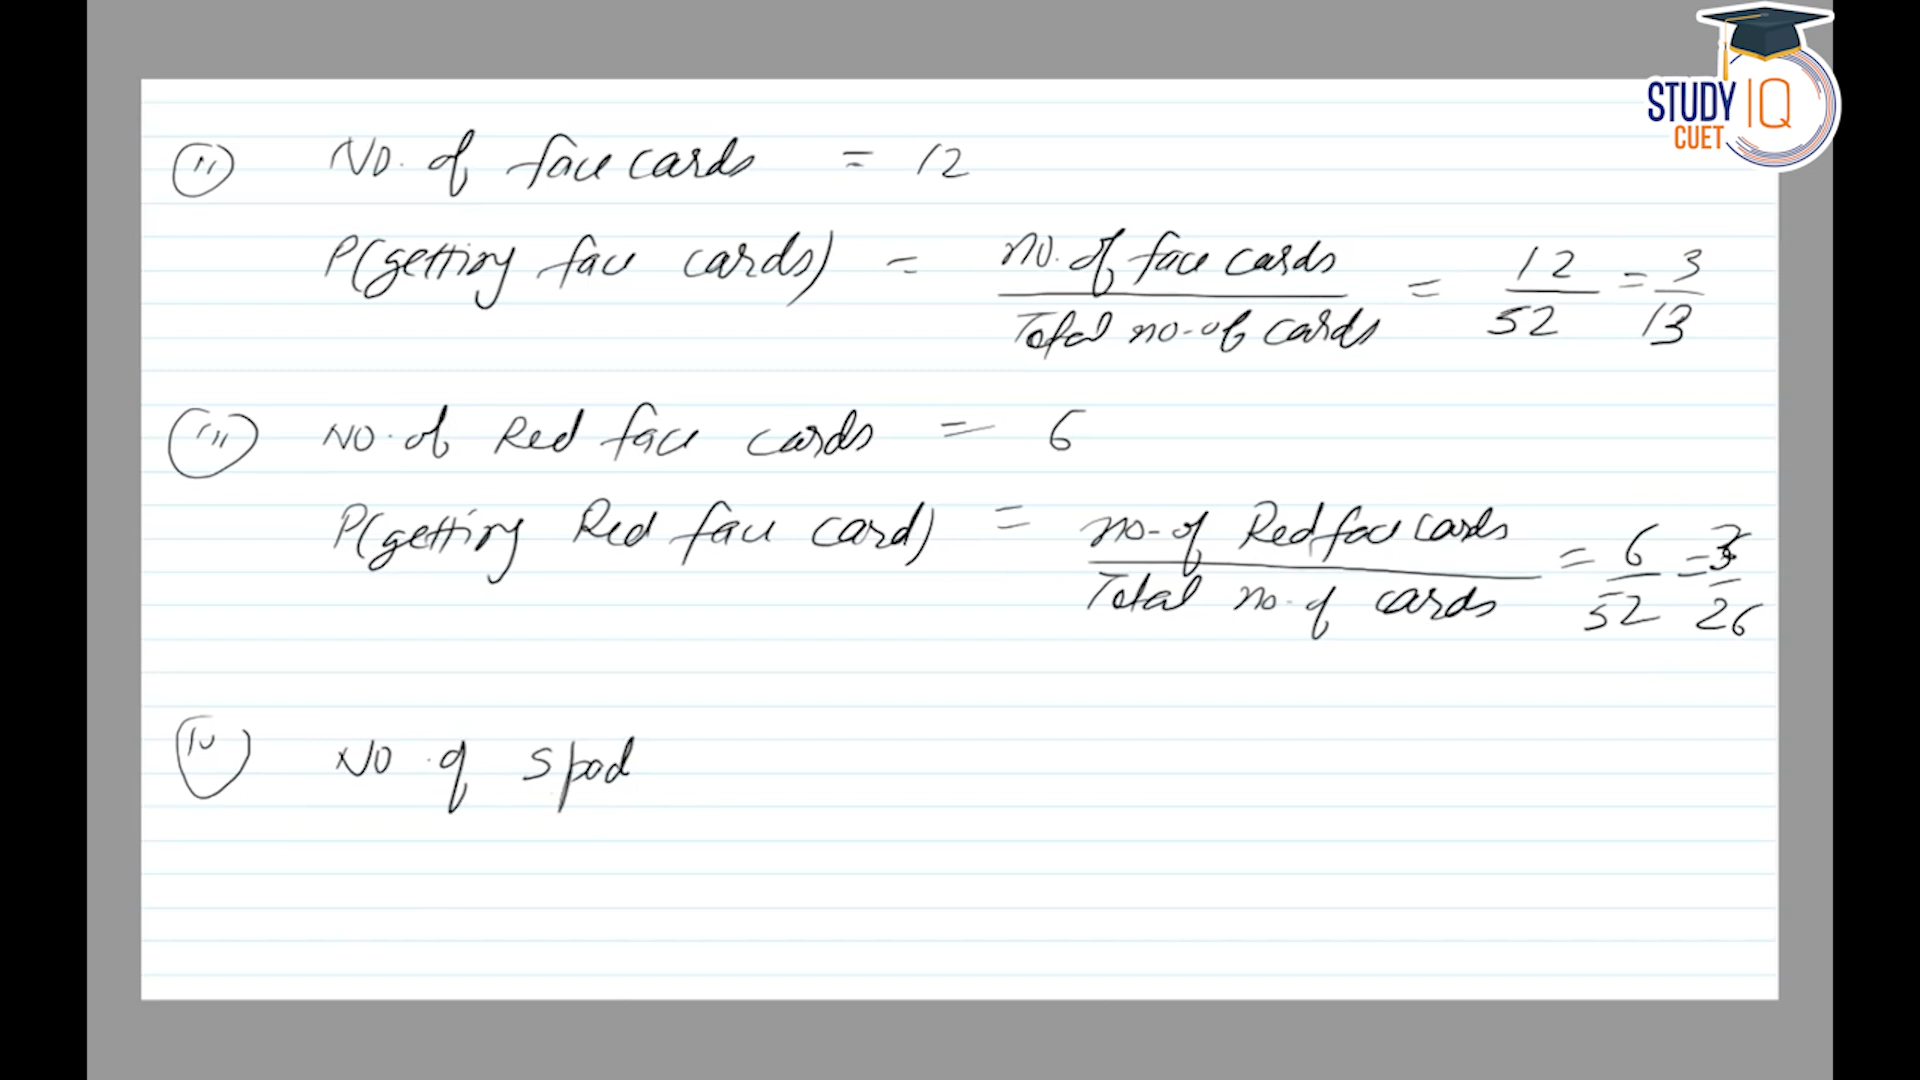 STUDY IQ
CUET
(ii) No. of face cards = 12
P(getting face cards) = no. of face cards / Total no. of cards = 12/52 = 3/13
(iii) No. of Red face cards = 6
P(getting Red face card) = no. of Red face cards / Total no. of cards = 6/52 = 3/26
(iv) No. of spad